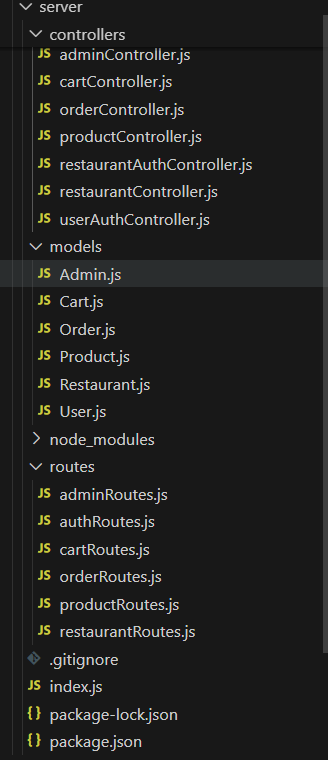 server
controllers
JS adminController.js
JS cartController.js
JS orderController.js
JS productController.js
JS restaurantAuthController.js
JS restaurantController.js
JS userAuthController.js
models
JS Admin.js
JS Cart.js
JS Order.js
JS Product.js
JS Restaurant.js
JS User.js
node_modules
routes
JS adminRoutes.js
JS authRoutes.js
JS cartRoutes.js
JS orderRoutes.js
JS productRoutes.js
JS restaurantRoutes.js
.gitignore
JS index.js
{} package-lock.json
{} package.json